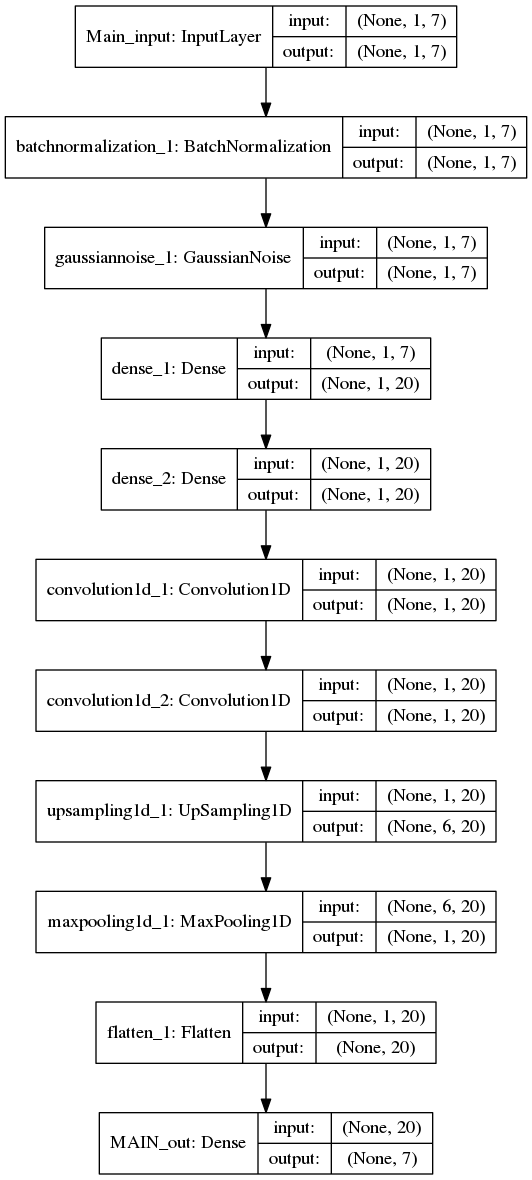 Main_input: InputLayer
input: (None, 1, 7)
output: (None, 1, 7)
batchnormalization_1: BatchNormalization
input: (None, 1, 7)
output: (None, 1, 7)
gaussiannoise_1: GaussianNoise
input: (None, 1, 7)
output: (None, 1, 7)
dense_1: Dense
input: (None, 1, 7)
output: (None, 1, 20)
dense_2: Dense
input: (None, 1, 20)
output: (None, 1, 20)
convolution1d_1: Convolution1D
input: (None, 1, 20)
output: (None, 1, 20)
convolution1d_2: Convolution1D
input: (None, 1, 20)
output: (None, 1, 20)
upsampling1d_1: UpSampling1D
input: (None, 1, 20)
output: (None, 6, 20)
maxpooling1d_1: MaxPooling1D
input: (None, 6, 20)
output: (None, 1, 20)
flatten_1: Flatten
input: (None, 1, 20)
output: (None, 20)
MAIN_out: Dense
input: (None, 20)
output: (None, 7)